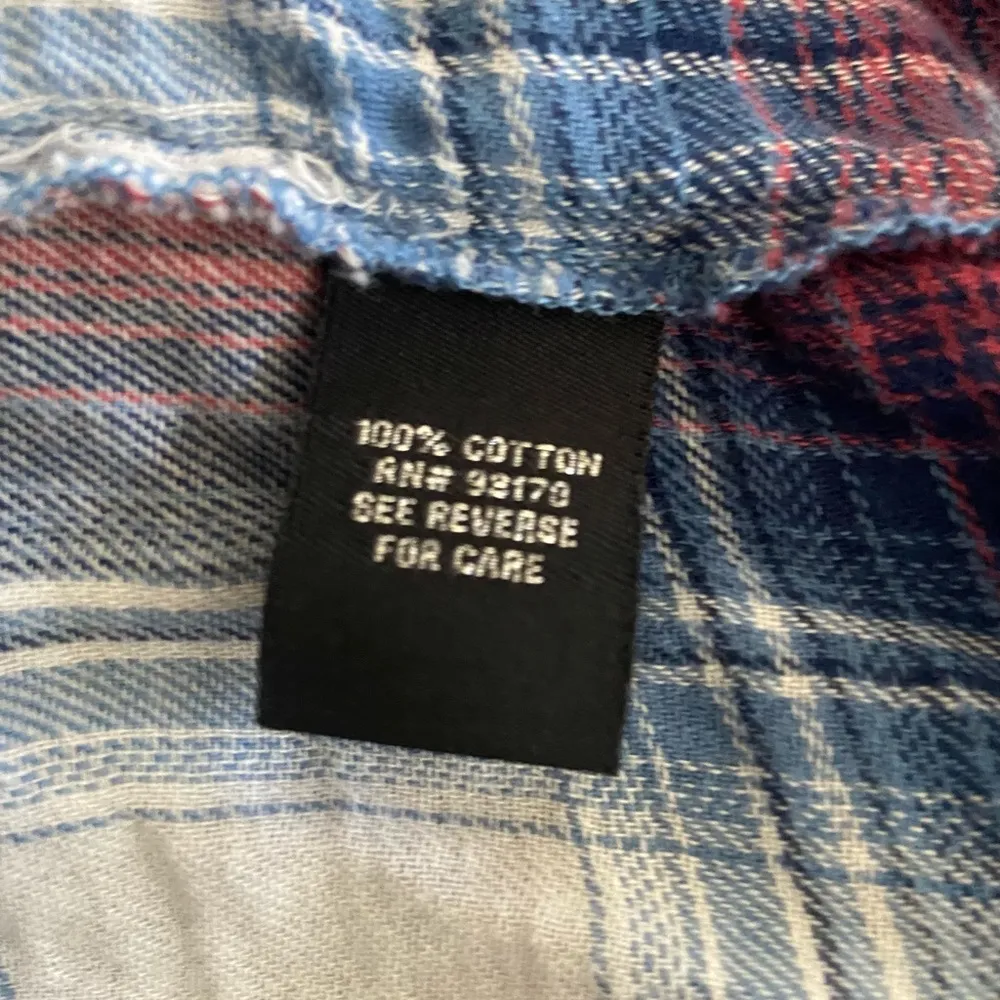 100% COTTON
RN# 93170
SEE REVERSE
FOR CARE